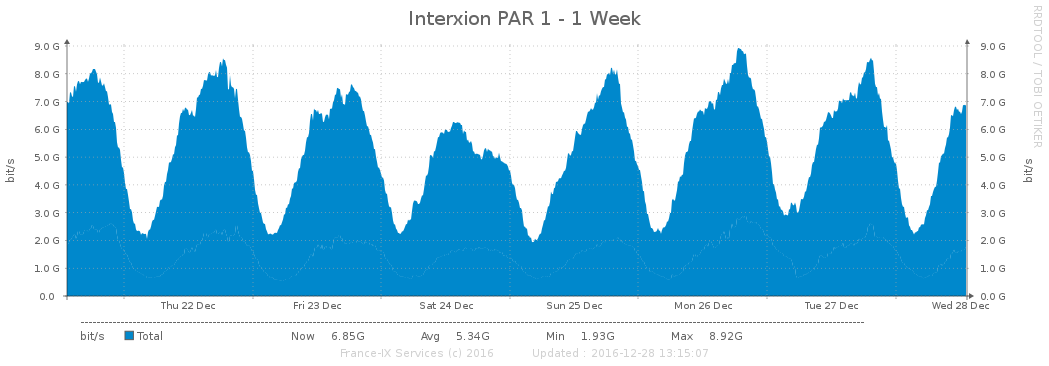 Interxion PAR 1 - 1 Week
RRDTOOL / TOBI OETIKER
9.0 G 9.0 G
8.0 G 8.0 G
7.0 G 7.0 G
6.0 G 6.0 G
5.0 G 5.0 G
4.0 G 4.0 G
3.0 G 3.0 G
2.0 G 2.0 G
1.0 G 1.0 G
0.0 0.0 G
bit/s bit/s
Thu 22 Dec Fri 23 Dec Sat 24 Dec Sun 25 Dec Mon 26 Dec Tue 27 Dec Wed 28 Dec
bit/s Total Now 6.85G Avg 5.34G Min 1.93G Max 8.92G
France-IX Services (c) 2016 Updated : 2016-12-28 13:15:07